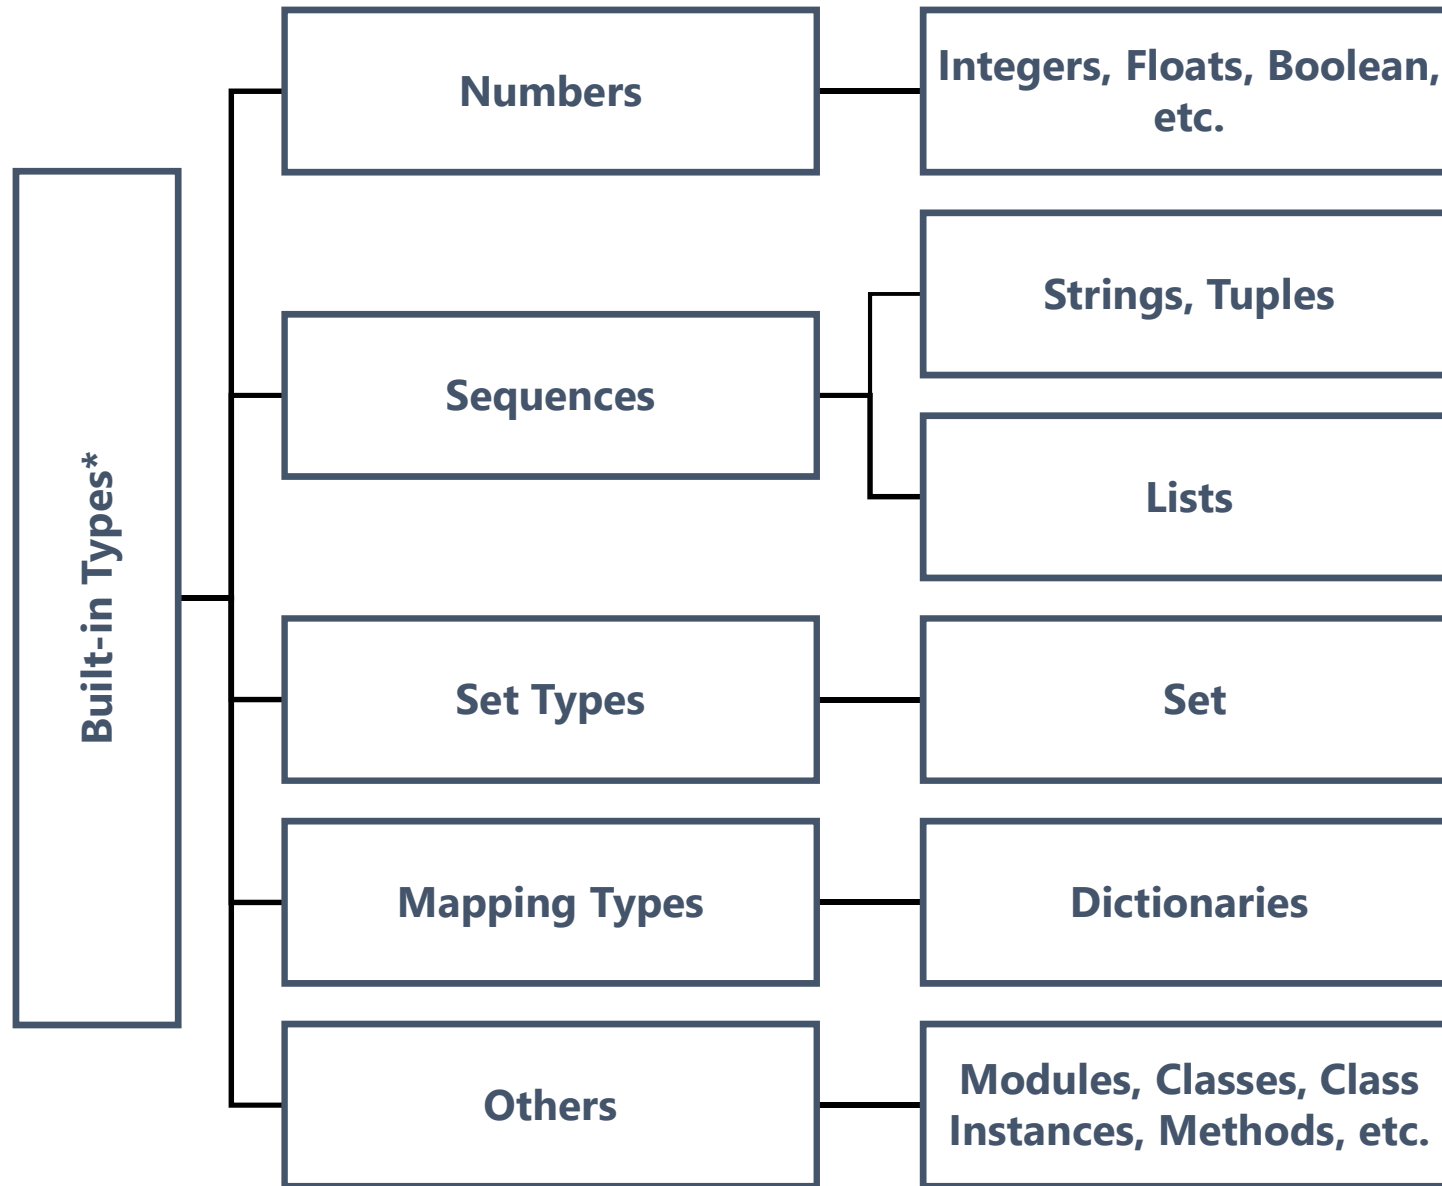 Built-in Types*
Numbers
Integers, Floats, Boolean,
etc.
Sequences
Strings, Tuples
Lists
Set Types
Set
Mapping Types
Dictionaries
Others
Modules, Classes, Class
Instances, Methods, etc.